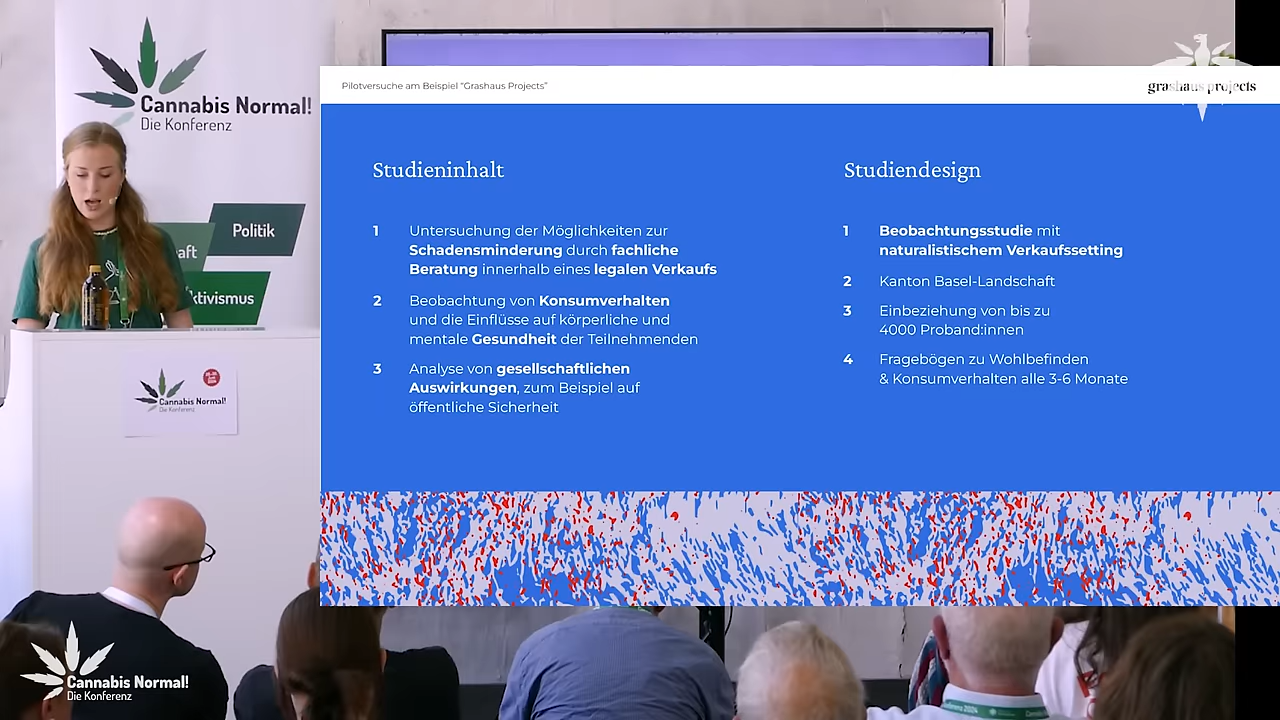 Cannabis Normal!
Die Konferenz
Politik
aft
ktivismus
Cannabis Normal!
Die Konferenz
Pilotversuche am Beispiel "Grashaus Projects"
grashaus projects
Studieninhalt
1 Untersuchung der Möglichkeiten zur
Schadensminderung durch fachliche
Beratung innerhalb eines legalen Verkaufs
2 Beobachtung von Konsumverhalten
und die Einflüsse auf körperliche und
mentale Gesundheit der Teilnehmenden
3 Analyse von gesellschaftlichen
Auswirkungen, zum Beispiel auf
öffentliche Sicherheit
Studiendesign
1 Beobachtungsstudie mit
naturalistischem Verkaufssetting
2 Kanton Basel-Landschaft
3 Einbeziehung von bis zu
4000 Proband:innen
4 Fragebögen zu Wohlbefinden
& Konsumverhalten alle 3-6 Monate
Cannabis Normal!
Die Konferenz